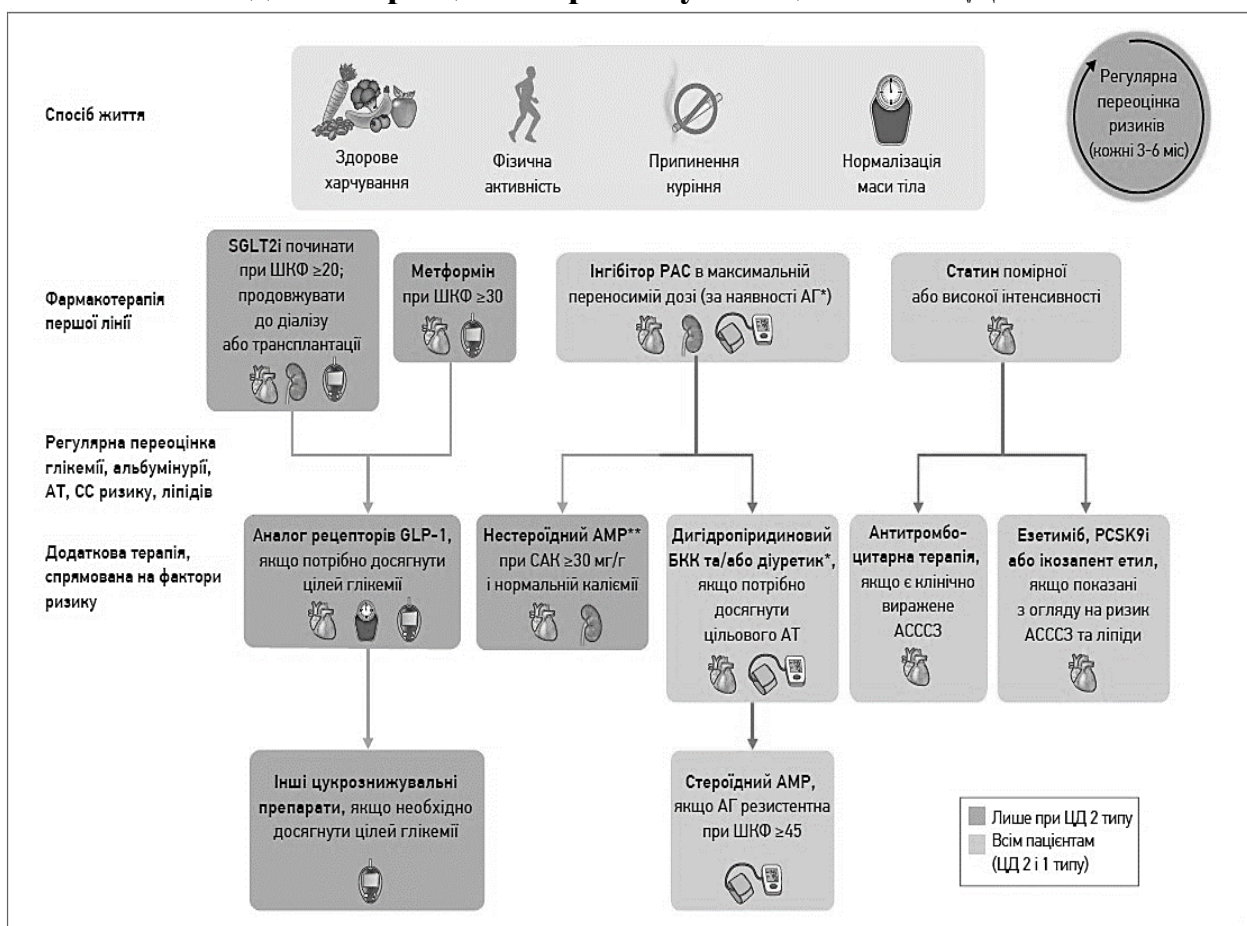 Спосіб життя
Здорове
харчування
Фізична
активність
Припинення
куріння
Нормалізація
маси тіла
Регулярна
переоцінка
ризиків
(кожні 3-6 міс)
Фармакотерапія
першої лінії
SGLT2i починати
при ШКФ ≥20;
продовжувати
до діалізу
або трансплантації
Метформін
при ШКФ ≥30
Інгібітор РАС в максимальній
переносимій дозі (за наявності АГ*)
Статин помірної
або високої інтенсивності
Регулярна переоцінка
глікемії, альбумінурії,
АТ, СС ризику, ліпідів
Додаткова терапія,
спрямована на фактори
ризику
Аналог рецепторів GLP-1,
якщо потрібно досягнути
цілей глікемії
Нестероїдний АМР**
при САК ≥30 мг/г
і нормальній каліємії
Дигідропіридиновий
БКК та/або діуретик*,
якщо потрібно
досягнути
цільового АТ
Антитромбо-
цитарна терапія,
якщо є клінічно
виражене
АСССЗ
Езетиміб, PCSK9i
або ікозапент етил,
якщо показані
з огляду на ризик
АСССЗ та ліпіди
Інші цукрознижувальні
препарати, якщо необхідно
досягнути цілей глікемії
Стероїдний АМР,
якщо АГ резистентна
при ШКФ ≥45
Лише при ЦД 2 типу
Всім пацієнтам
(ЦД 2 і 1 типу)